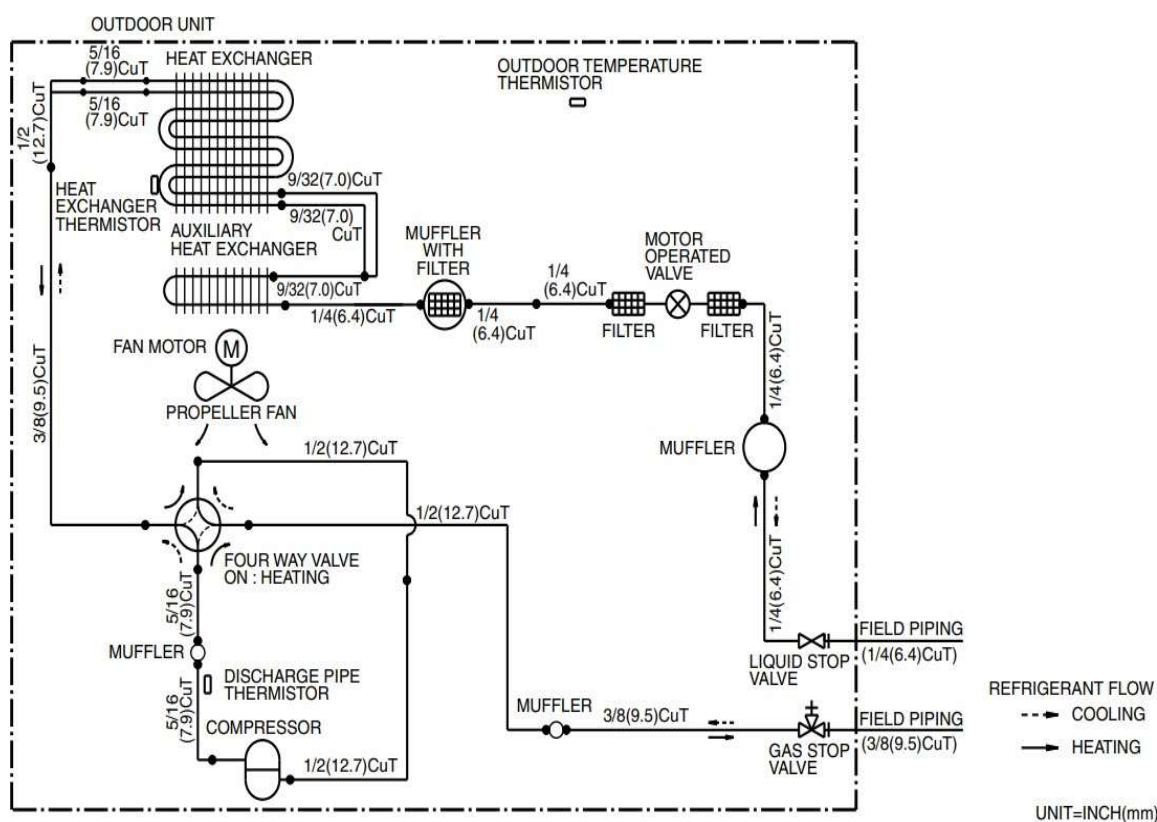 OUTDOOR UNIT
5/16
(7.9)CuT
HEAT EXCHANGER
OUTDOOR TEMPERATURE
THERMISTOR
5/16
(7.9)CuT
1/2
(12.7)CuT
HEAT
EXCHANGER
THERMISTOR
9/32(7.0)CuT
9/32(7.0)
CuT
AUXILIARY
HEAT EXCHANGER
MUFFLER
WITH
FILTER
MOTOR
OPERATED
VALVE
1/4
(6.4)CuT
9/32(7.0)CuT
1/4(6.4)CuT
1/4
(6.4)CuT
FILTER
FILTER
1/4(6.4)CuT
FAN MOTOR
M
PROPELLER FAN
3/8(9.5)CuT
1/2(12.7)CuT
MUFFLER
1/2(12.7)CuT
FOUR WAY VALVE
ON : HEATING
5/16
(7.9)CuT
1/4(6.4)CuT
MUFFLER
DISCHARGE PIPE
THERMISTOR
5/16
(7.9)CuT
COMPRESSOR
1/2(12.7)CuT
MUFFLER
3/8(9.5)CuT
LIQUID STOP
VALVE
FIELD PIPING
(1/4(6.4)CuT)
GAS STOP
VALVE
FIELD PIPING
(3/8(9.5)CuT)
REFRIGERANT FLOW
COOLING
HEATING
UNIT=INCH(mm)